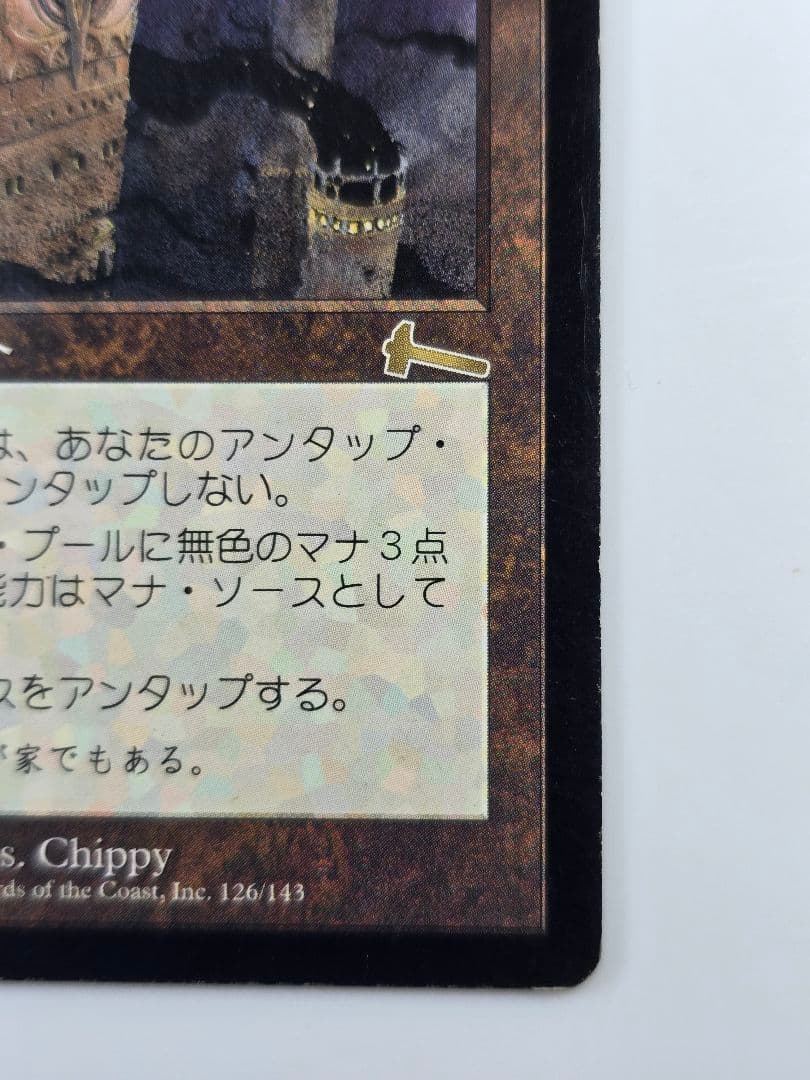 は、あなたのアンタップ・
ンタップしない。
・プールに無色のマナ３点
能力はマナ・ソースとして
スをアンタップする。
家でもある。
s. Chippy
rds of the Coast, Inc. 126/143